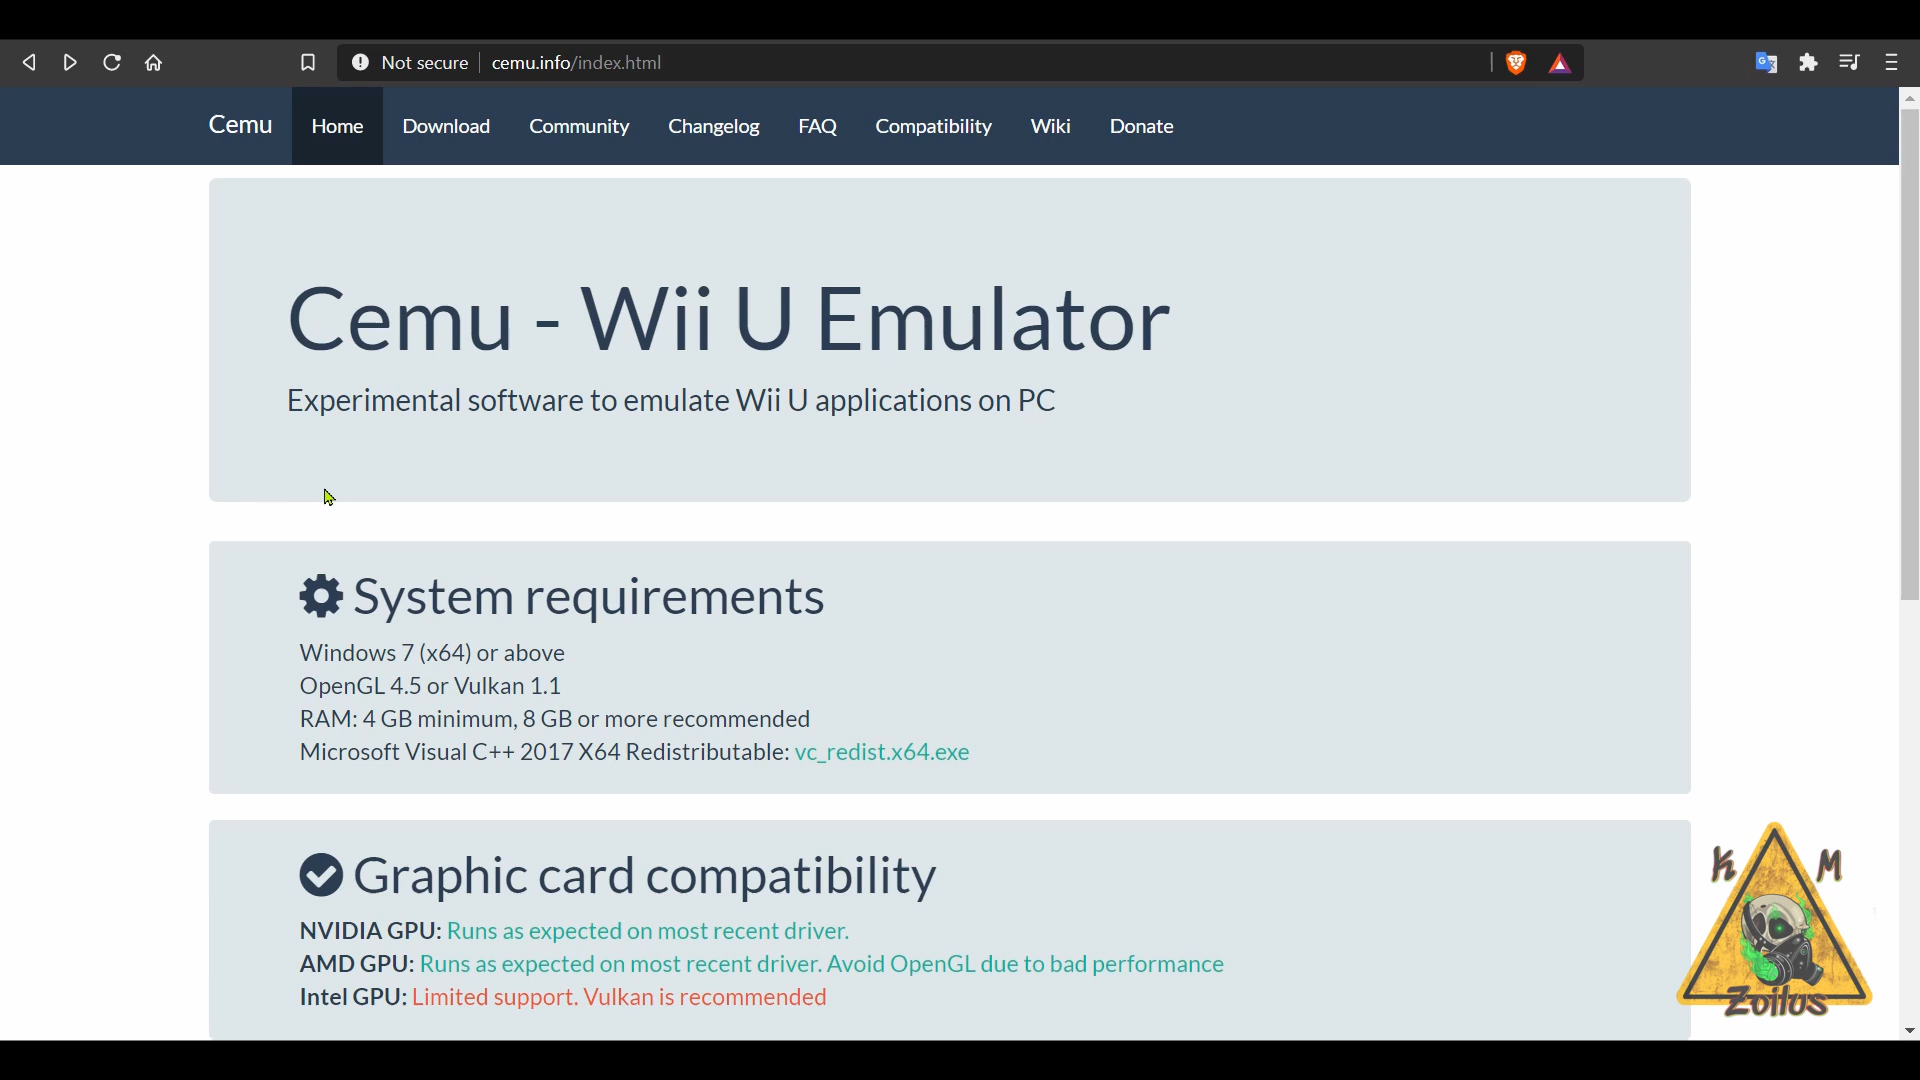 Not secure cemu.info/index.html
Cemu Home Download Community Changelog FAQ Compatibility Wiki Donate
Cemu - Wii U Emulator
Experimental software to emulate Wii U applications on PC
System requirements
Windows 7 (x64) or above
OpenGL 4.5 or Vulkan 1.1
RAM: 4 GB minimum, 8 GB or more recommended
Microsoft Visual C++ 2017 X64 Redistributable: vc_redist.x64.exe
Graphic card compatibility
NVIDIA GPU: Runs as expected on most recent driver.
AMD GPU: Runs as expected on most recent driver. Avoid OpenGL due to bad performance
Intel GPU: Limited support. Vulkan is recommended
K M
Zoilus